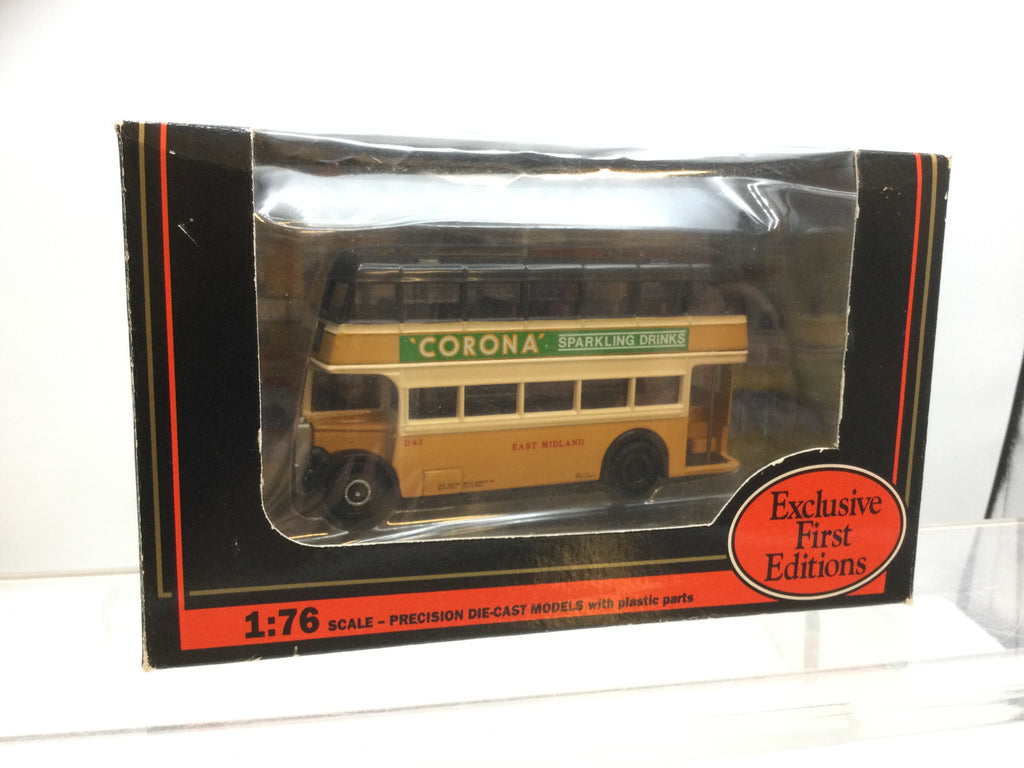 'CORONA' SPARKLING DRINKS
D43
EAST MIDLAND
Exclusive
First
Editions
1:76 SCALE – PRECISION DIE-CAST MODELS with plastic parts